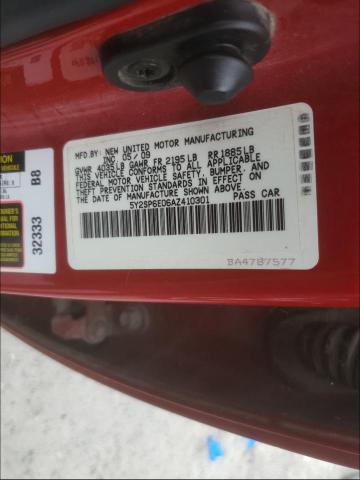 MFD. BY: NEW UNITED MOTOR MANUFACTURING
INC 05/09
GVWR 4035LB GAWR FR 2195LB RR 1885LB
THIS VEHICLE CONFORMS TO ALL APPLICABLE
FEDERAL MOTOR VEHICLE SAFETY, BUMPER, AND
THEFT PREVENTION STANDARDS IN EFFECT ON THE
DATE OF MANUFACTURE SHOWN ABOVE.
5Y2SP6E06AZ410301 PASS CAR
BA4787577
32333 B8
VEHICLE